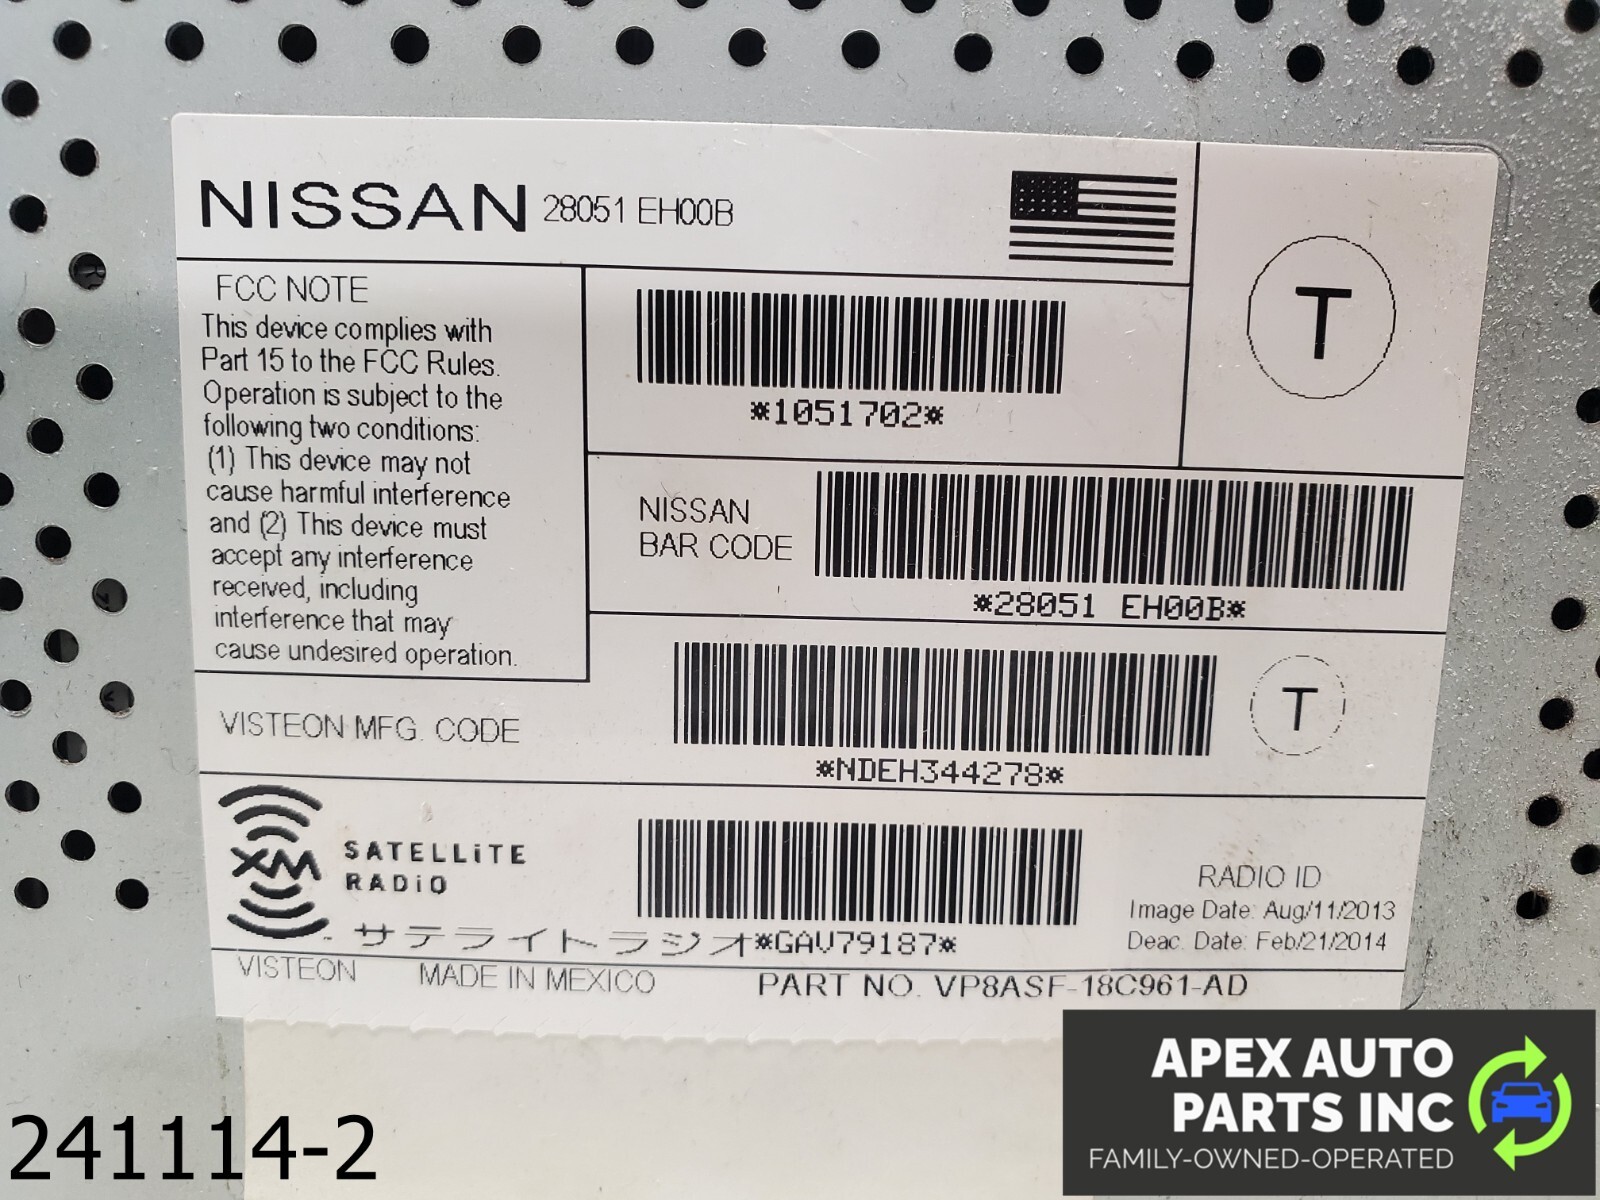 NISSAN 28051 EH00B
T
FCC NOTE
This device complies with
Part 15 to the FCC Rules.
Operation is subject to the
following two conditions:
(1) This device may not
cause harmful interference
and (2) This device must
accept any interference
received, including
interference that may
cause undesired operation.
*1051702*
NISSAN
BAR CODE
*28051 EH00B*
VISTEON MFG. CODE
*NDEH344278*
T
XM SATELLiTE
RADiO
サテライトラジオ *GAV79187*
RADIO ID
Image Date: Aug/11/2013
Deac. Date: Feb/21/2014
VISTEON MADE IN MEXICO PART NO. VP8ASF-18C961-AD
241114-2
APEX AUTO
PARTS INC
FAMILY-OWNED-OPERATED